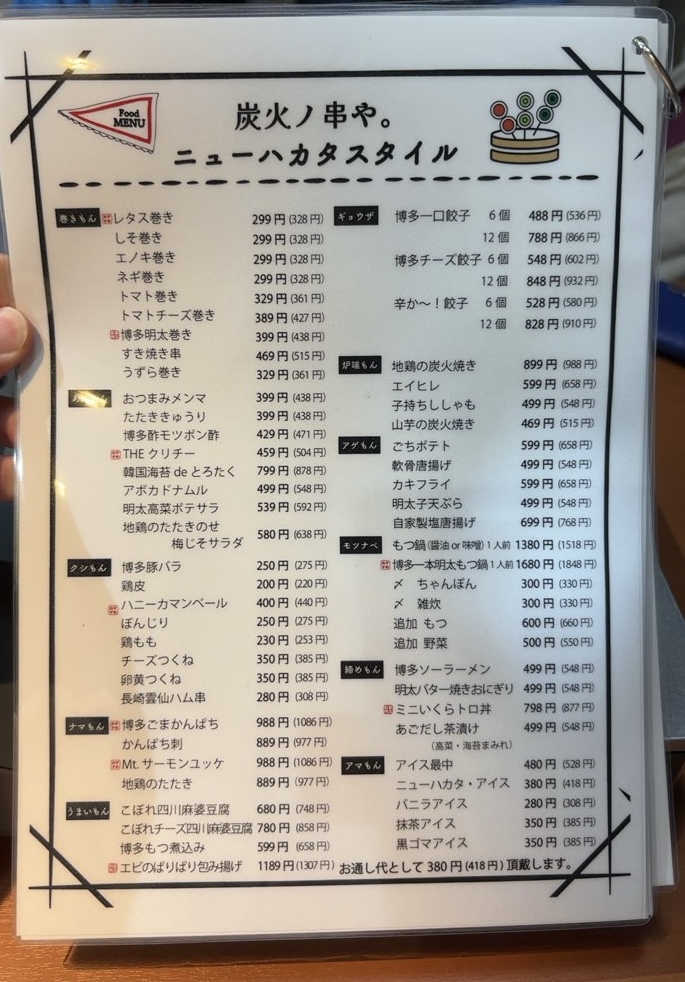 Food
MENU
炭火ノ串や。
ニューハカタスタイル
巻きもん
レタス巻き 299円(328円)
しそ巻き 299円(328円)
エノキ巻き 299円(328円)
ネギ巻き 299円(328円)
トマト巻き 329円(361円)
トマトチーズ巻き 389円(427円)
博多明太巻き 399円(438円)
すき焼き串 469円(515円)
うずら巻き 329円(361円)
おつまみメンマ 399円(438円)
たたききゅうり 399円(438円)
博多酢モツポン酢 429円(471円)
THE クリチー 459円(504円)
韓国海苔 de とろたく 799円(878円)
アボカドナムル 499円(548円)
明太高菜ポテサラ 539円(592円)
地鶏のたたきのせ
梅じそサラダ 580円(638円)
クシもん
博多豚バラ 250円(275円)
鶏皮 200円(220円)
ハニーカマンベール 400円(440円)
ぼんじり 250円(275円)
鶏もも 230円(253円)
チーズつくね 350円(385円)
卵黄つくね 350円(385円)
長崎雲仙ハム串 280円(308円)
ナマもん
博多ごまかんぱち 988円(1086円)
かんぱち刺 889円(977円)
Mt. サーモンユッケ 988円(1086円)
地鶏のたたき 889円(977円)
うまいもん
こぼれ四川麻婆豆腐 680円(748円)
こぼれチーズ四川麻婆豆腐 780円(858円)
博多もつ煮込み 599円(658円)
エビのぱりぱり包み揚げ 1189円(1307円)
ギョウザ
博多一口餃子 6個 488円(536円)
12個 788円(866円)
博多チーズ餃子 6個 548円(602円)
12個 848円(932円)
辛か〜！餃子 6個 528円(580円)
12個 828円(910円)
炉端もん
地鶏の炭火焼き 899円(988円)
エイヒレ 599円(658円)
子持ちししゃも 499円(548円)
山芋の炭火焼き 469円(515円)
アゲもん
ごちポテト 599円(658円)
軟骨唐揚げ 499円(548円)
カキフライ 599円(658円)
明太子天ぷら 499円(548円)
自家製塩唐揚げ 699円(768円)
モツナベ
もつ鍋(醤油 or 味噌)1人前 1380円(1518円)
博多一本明太もつ鍋1人前 1680円(1848円)
〆 ちゃんぽん 300円(330円)
〆 雑炊 300円(330円)
追加 もつ 600円(660円)
追加 野菜 500円(550円)
締めもん
博多ソーラーメン 499円(548円)
明太バター焼きおにぎり 499円(548円)
ミニいくらトロ丼 798円(877円)
あごだし茶漬け 499円(548円)
(高菜・海苔まみれ)
アマもん
アイス最中 480円(528円)
ニューハカタ・アイス 380円(418円)
バニラアイス 280円(308円)
抹茶アイス 350円(385円)
黒ゴマアイス 350円(385円)
お通し代として380円(418円)頂戴します。